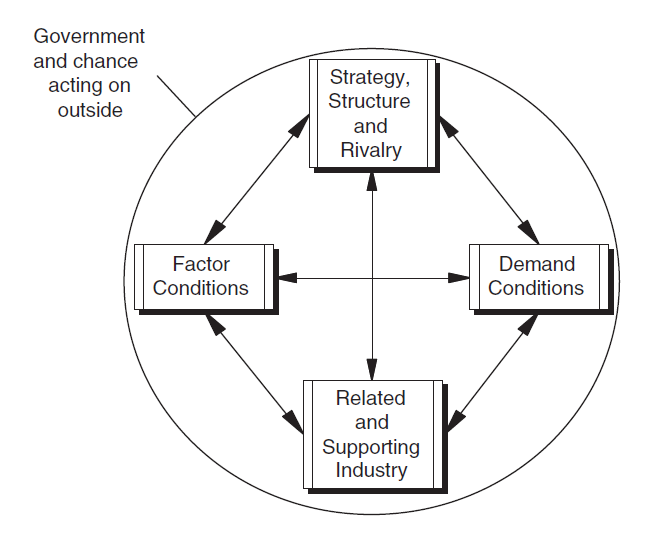 Government
and chance
acting on
outside
Strategy,
Structure
and
Rivalry
Factor
Conditions
Demand
Conditions
Related
and
Supporting
Industry